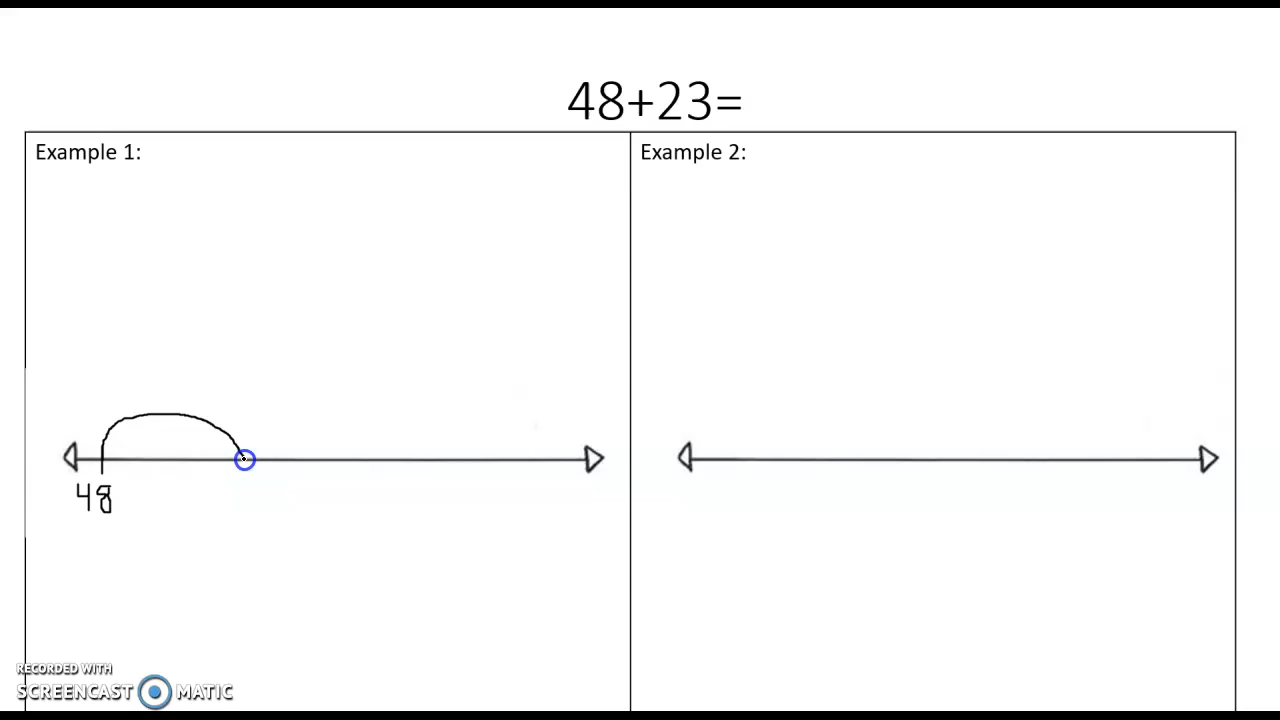 48+23=
Example 1:
Example 2:
48
RECORDED WITH
SCREENCAST MATIC